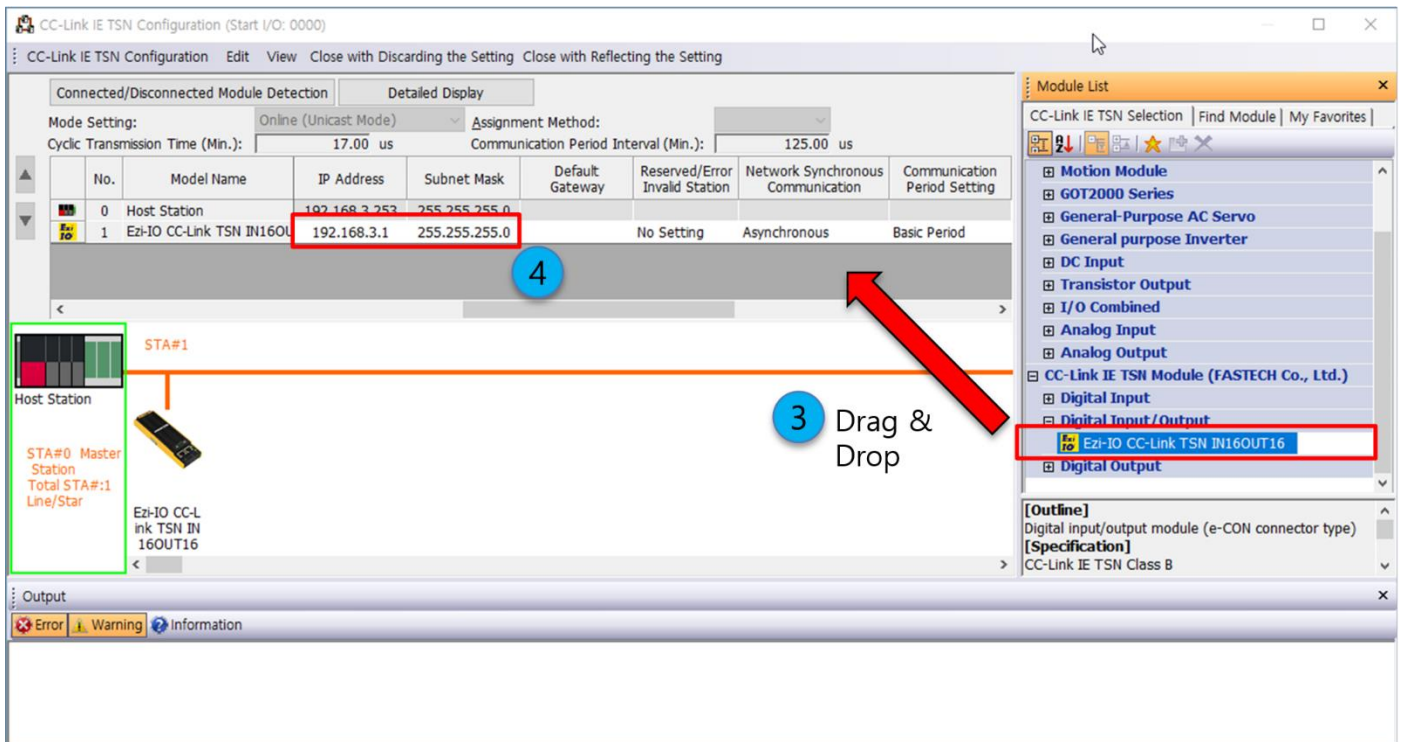 CC-Link IE TSN Configuration (Start I/O: 0000)
CC-Link IE TSN Configuration Edit View Close with Discarding the Setting Close with Reflecting the Setting
Connected/Disconnected Module Detection Detailed Display
Mode Setting: Online (Unicast Mode) Assignment Method:
Cyclic Transmission Time (Min.): 17.00 us Communication Period Interval (Min.): 125.00 us
No. Model Name IP Address Subnet Mask Default Gateway Reserved/Error Invalid Station Network Synchronous Communication Communication Period Setting
0 Host Station 192.168.3.253 255.255.255.0
Ezi-IO 1 Ezi-IO CC-Link TSN IN16OU 192.168.3.1 255.255.255.0 No Setting Asynchronous Basic Period
4
STA#1
Host Station
STA#0 Master
Station
Total STA#:1
Line/Star
Ezi-IO CC-L
ink TSN IN
16OUT16
3 Drag &
Drop
Module List
CC-Link IE TSN Selection Find Module My Favorites
Motion Module
GOT2000 Series
General-Purpose AC Servo
General purpose Inverter
DC Input
Transistor Output
I/O Combined
Analog Input
Analog Output
CC-Link IE TSN Module (FASTECH Co., Ltd.)
Digital Input
Digital Input/Output
Ezi-IO Ezi-IO CC-Link TSN IN16OUT16
Digital Output
[Outline]
Digital input/output module (e-CON connector type)
[Specification]
CC-Link IE TSN Class B
Output
Error Warning Information